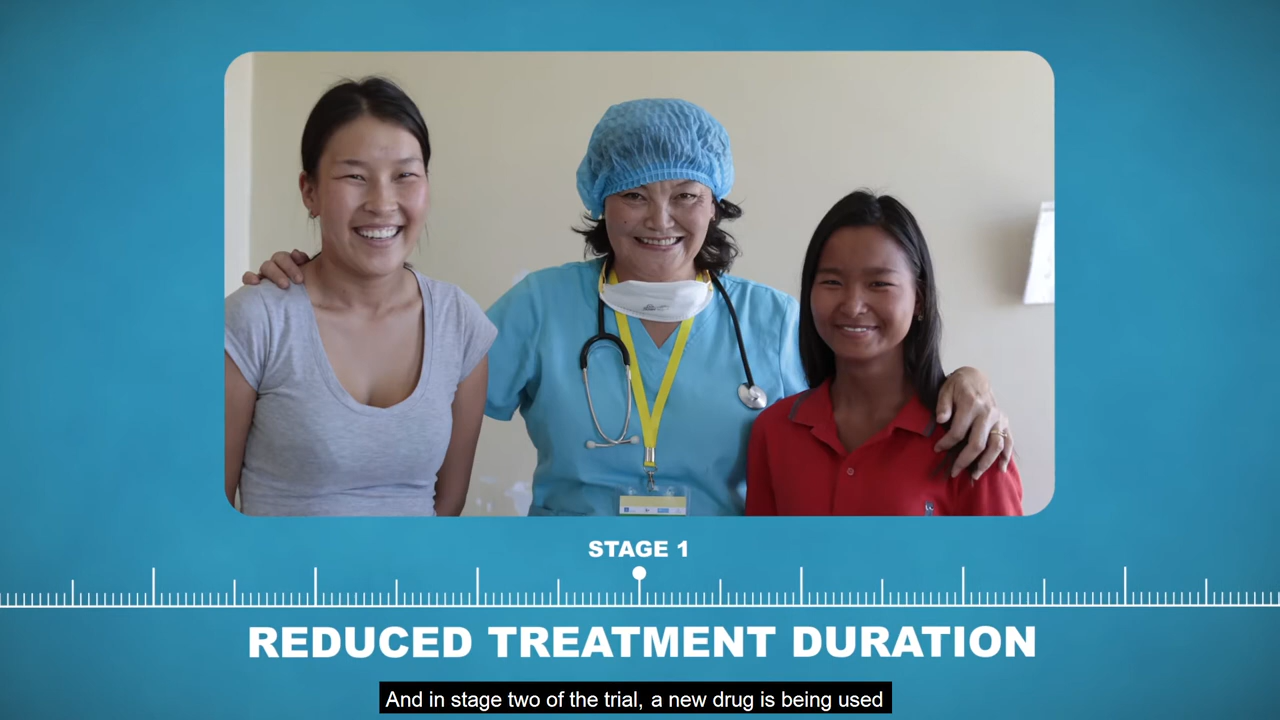 STAGE 1
REDUCED TREATMENT DURATION
And in stage two of the trial, a new drug is being used